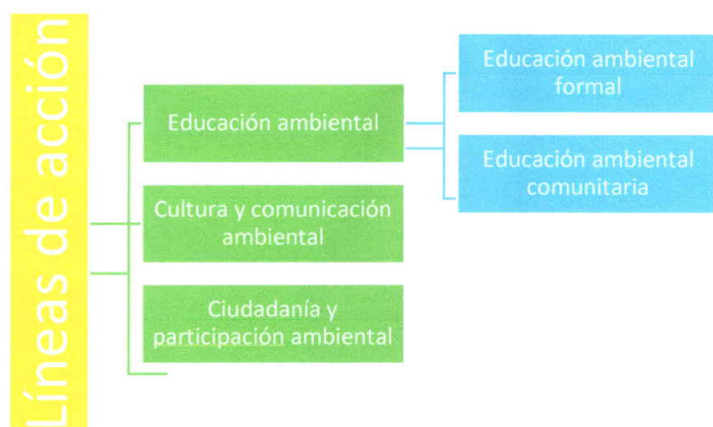 Líneas de acción
Educación ambiental
Educación ambiental
formal
Educación ambiental
comunitaria
Cultura y comunicación
ambiental
Ciudadanía y
participación ambiental